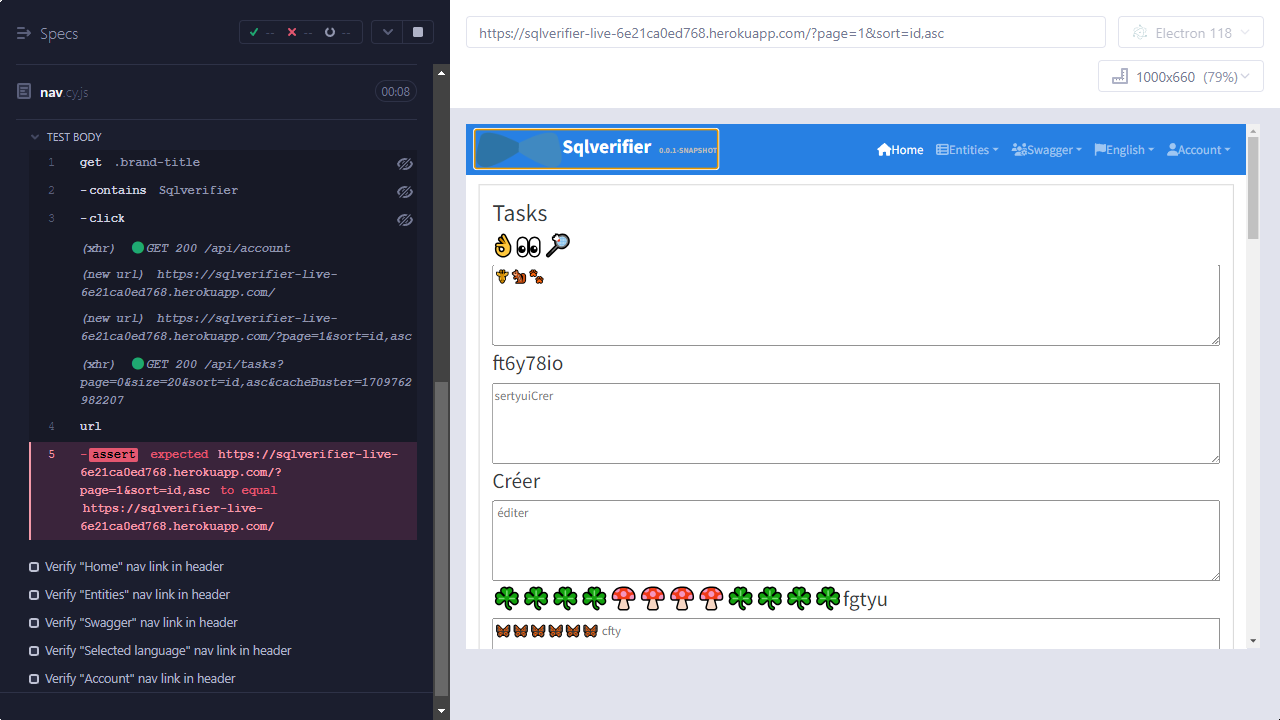 Specs
-- -- --
nav.cy.js 00:08
TEST BODY
1 get .brand-title
2 -contains Sqlverifier
3 -click
(xhr) GET 200 /api/account
(new url) https://sqlverifier-live-
6e21ca0ed768.herokuapp.com/
(new url) https://sqlverifier-live-
6e21ca0ed768.herokuapp.com/?page=1&sort=id,asc
(xhr) GET 200 /api/tasks?
page=0&size=20&sort=id,asc&cacheBuster=1709762
982207
4 url
5 -assert expected https://sqlverifier-live-
6e21ca0ed768.herokuapp.com/?
page=1&sort=id,asc to equal
https://sqlverifier-live-
6e21ca0ed768.herokuapp.com/
Verify "Home" nav link in header
Verify "Entities" nav link in header
Verify "Swagger" nav link in header
Verify "Selected language" nav link in header
Verify "Account" nav link in header
https://sqlverifier-live-6e21ca0ed768.herokuapp.com/?page=1&sort=id,asc
Electron 118
1000x660 (79%)
Sqlverifier 0.0.1-SNAPSHOT
Home Entities Swagger English Account
Tasks
👌👀🔎
ft6y78io
sertyuiCrer
Créer
éditer
☘☘☘☘🍄🍄🍄🍄☘☘☘☘fgtyu
🦋🦋🦋🦋🦋🦋 cfty